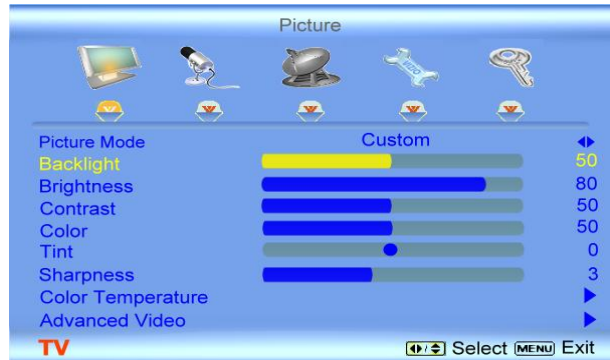 Picture
Picture Mode Custom
Backlight 50
Brightness 80
Contrast 50
Color 50
Tint 0
Sharpness 3
Color Temperature
Advanced Video
TV Select MENU Exit